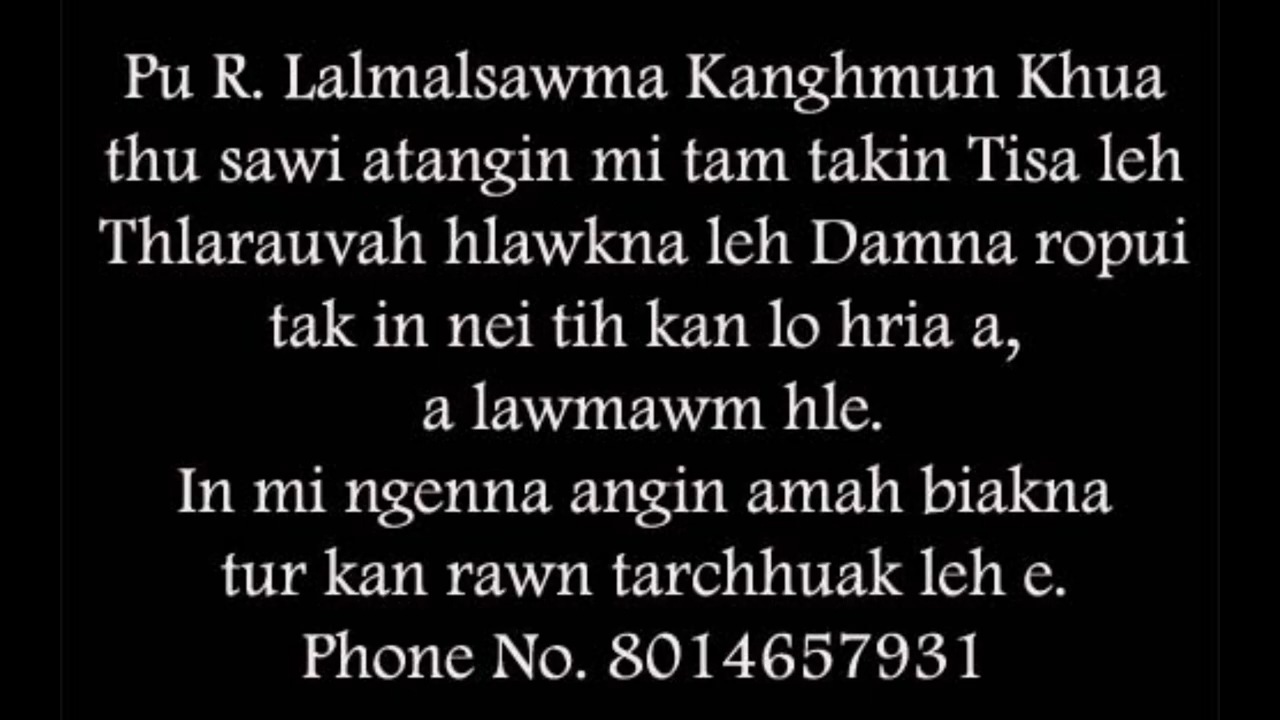 Pu R. Lalmalsawma Kanghmun Khua
thu sawi atangin mi tam takin Tisa leh
Thlarauvah hlawkna leh Damna ropui
tak in nei tih kan lo hria a,
a lawmawm hle.
In mi ngenna angin amah biakna
tur kan rawn tarchhuak leh e.
Phone No. 8014657931